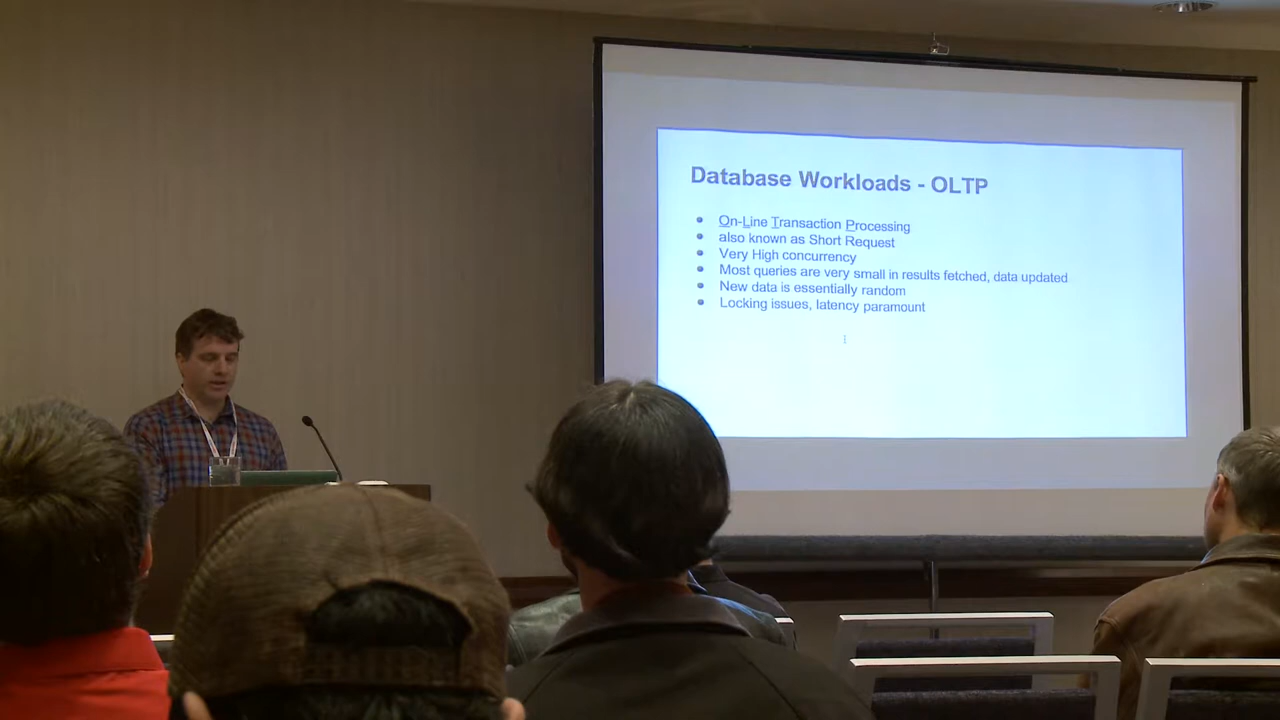 Database Workloads - OLTP
On-Line Transaction Processing
also known as Short Request
Very High concurrency
Most queries are very small in results fetched, data updated
New data is essentially random
Locking issues, latency paramount